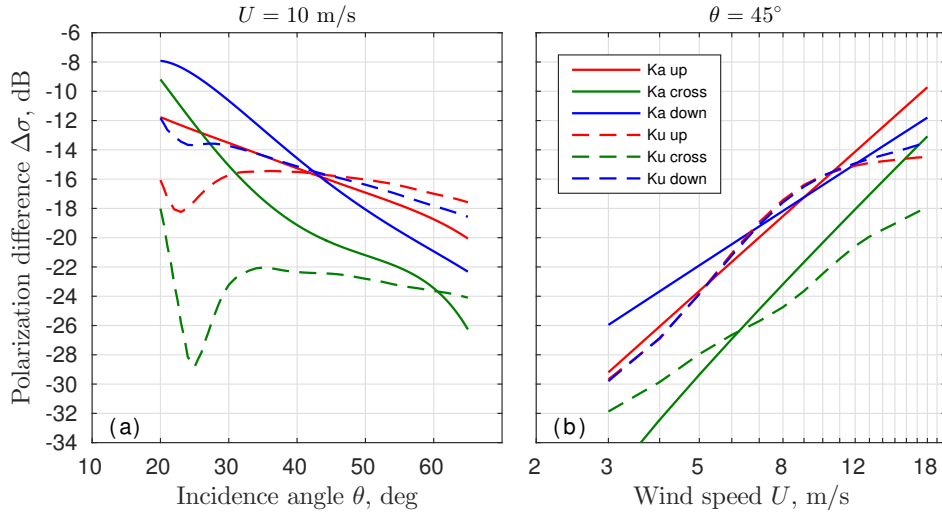 U = 10 m/s
θ = 45°
Polarization difference Δσ, dB
-6
-8
-10
-12
-14
-16
-18
-20
-22
-24
-26
-28
-30
-32
-34
(a)
10 20 30 40 50 60
Incidence angle θ, deg
Ka up
Ka cross
Ka down
Ku up
Ku cross
Ku down
(b)
2 3 5 8 12 18
Wind speed U, m/s